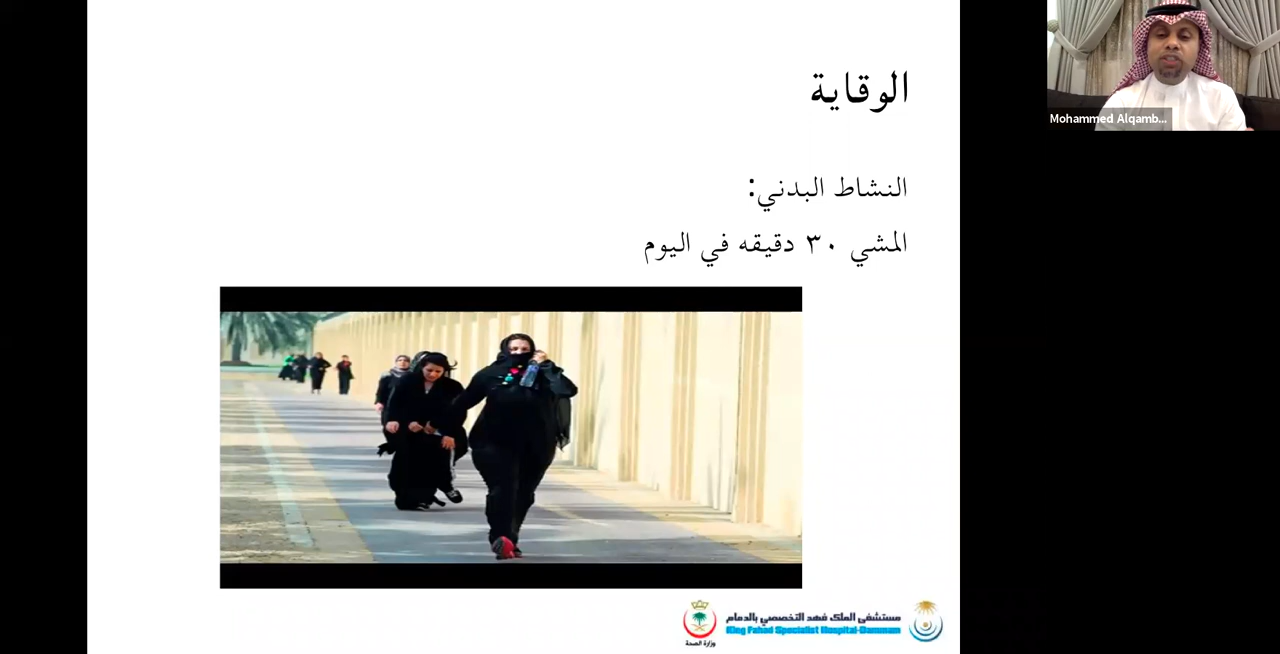 الوقاية
النشاط البدني:
المشي ٣٠ دقيقه في اليوم
مستشفى الملك فهد التخصصي بالدمام
King Fahad Specialist Hospital-Dammam
وزارة الصحة
Mohammed Alqamb...